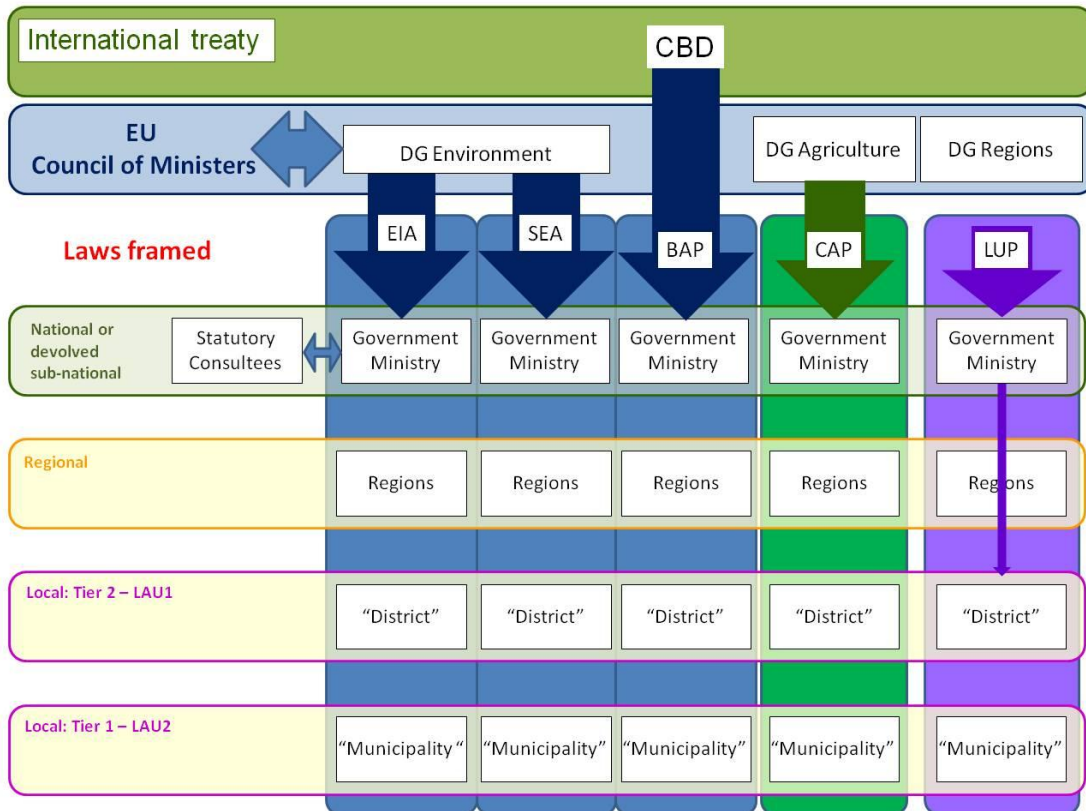 International treaty
CBD
EU
Council of Ministers
DG Environment
DG Agriculture
DG Regions
Laws framed
EIA
SEA
BAP
CAP
LUP
National or
devolved
sub-national
Statutory
Consultees
Government
Ministry
Government
Ministry
Government
Ministry
Government
Ministry
Government
Ministry
Regional
Regions
Regions
Regions
Regions
Regions
Local: Tier 2 – LAU1
“District”
“District”
“District”
“District”
“District”
Local: Tier 1 – LAU2
“Municipality “
“Municipality”
“Municipality”
“Municipality”
“Municipality”